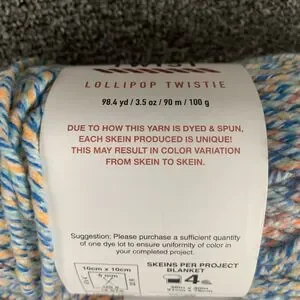 TWIST
LOLLIPOP TWISTIE
98.4 yd / 3.5 oz / 90 m / 100 g
DUE TO HOW THIS YARN IS DYED & SPUN,
EACH SKEIN PRODUCED IS UNIQUE!
THIS MAY RESULT IN COLOR VARIATION
FROM SKEIN TO SKEIN.
Suggestion: Please purchase a sufficient quantity
of one dye lot to ensure uniformity of color in
your completed project.
10cm x 10cm
SKEINS PER PROJECT
BLANKET
4